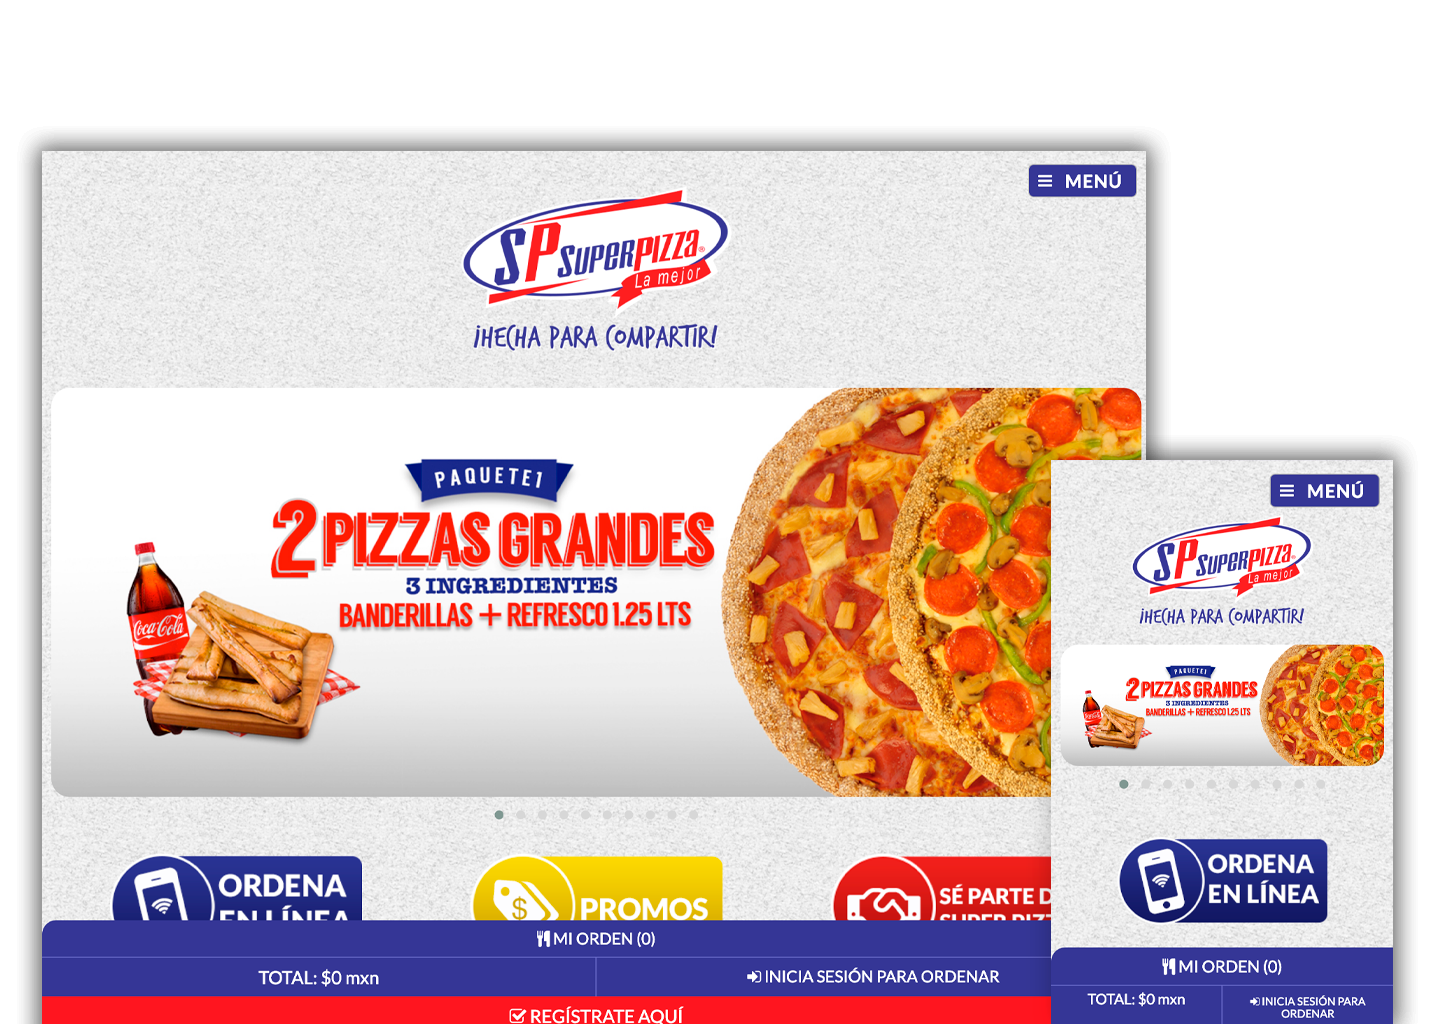 MENÚ
SP SUPERPIZZA®
La mejor
¡HECHA PARA COMPARTIR!
PAQUETE 1
2 PIZZAS GRANDES
3 INGREDIENTES
BANDERILLAS + REFRESCO 1.25 LTS
Coca-Cola
ORDENA
EN LÍNEA
PROMOS
SÉ PARTE D
SUPER PIZZ
MI ORDEN (0)
TOTAL: $0 mxn
INICIA SESIÓN PARA ORDENAR
REGÍSTRATE AQUÍ
MENÚ
SP SUPERPIZZA
La mejor
¡HECHA PARA COMPARTIR!
PAQUETE 1
2 PIZZAS GRANDES
3 INGREDIENTES
BANDERILLAS + REFRESCO 1.25 LTS
ORDENA
EN LÍNEA
MI ORDEN (0)
TOTAL: $0 mxn
INICIA SESIÓN PARA
ORDENAR